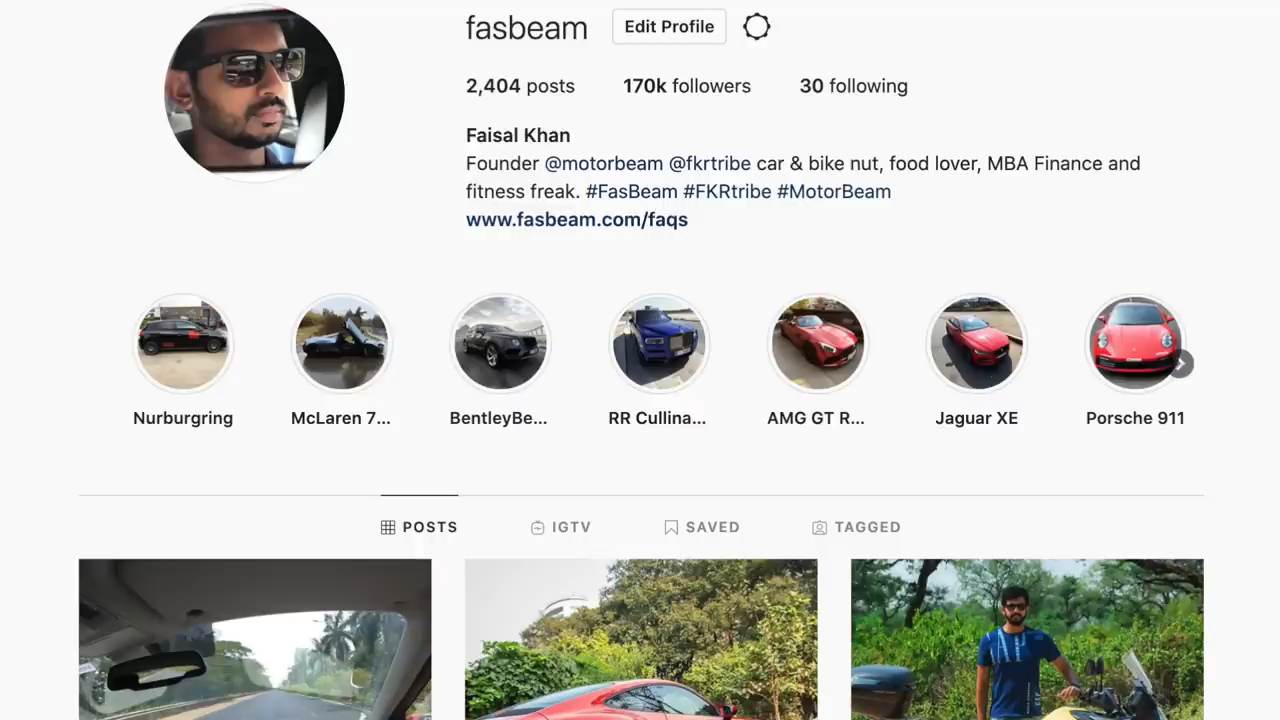 fasbeam
Edit Profile
2,404 posts
170k followers
30 following
Faisal Khan
Founder @motorbeam @fkrtribe car & bike nut, food lover, MBA Finance and
fitness freak. #FasBeam #FKRtribe #MotorBeam
www.fasbeam.com/faqs
Nurburgring
McLaren 7...
BentleyBe...
RR Cullina...
AMG GT R...
Jaguar XE
Porsche 911
POSTS
IGTV
SAVED
TAGGED